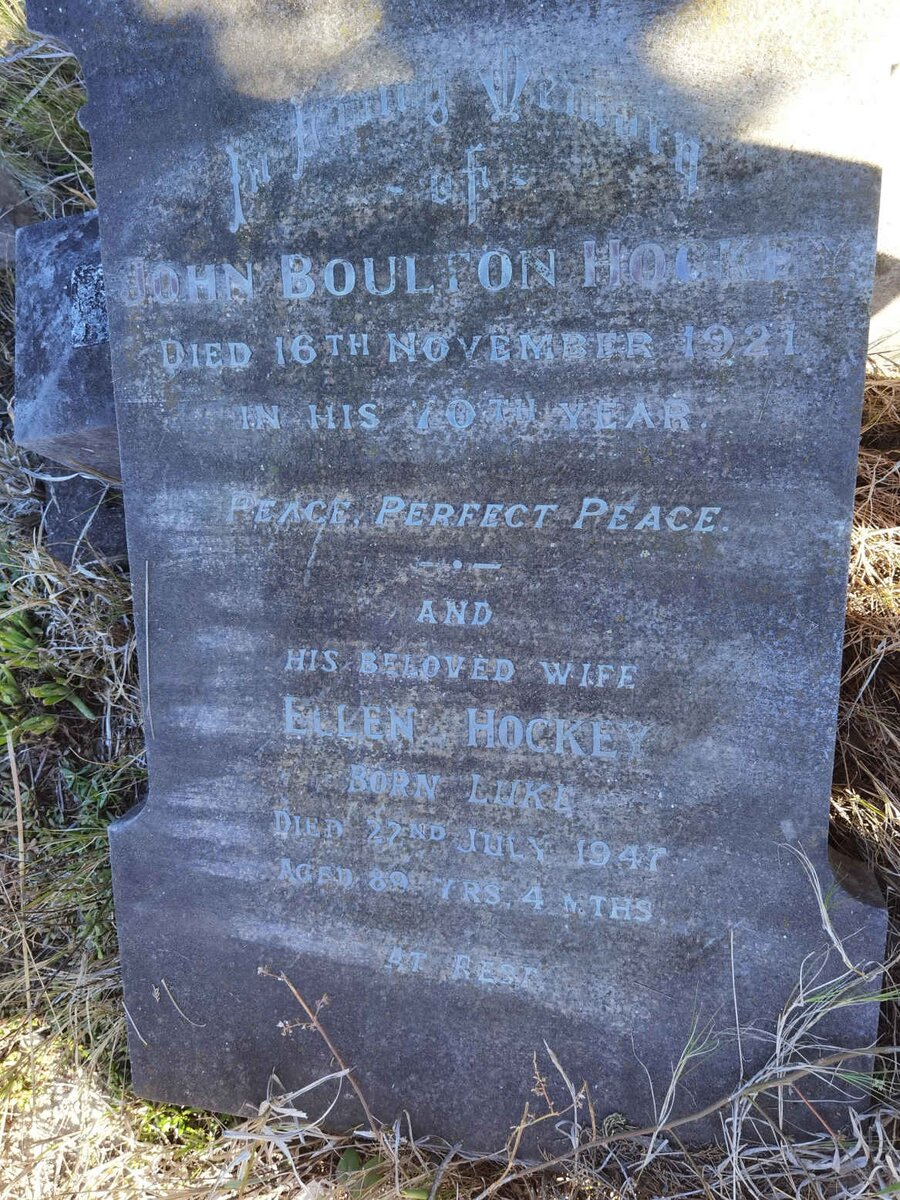 In Loving Memory
- of -
JOHN BOULTON HOCKEY
DIED 16TH NOVEMBER 1921
IN HIS 70TH YEAR.
PEACE, PERFECT PEACE.
AND
HIS BELOVED WIFE
ELLEN HOCKEY
BORN LUKE
DIED 22ND JULY 1947
AGED 89 YRS. 4 MTHS.
AT REST